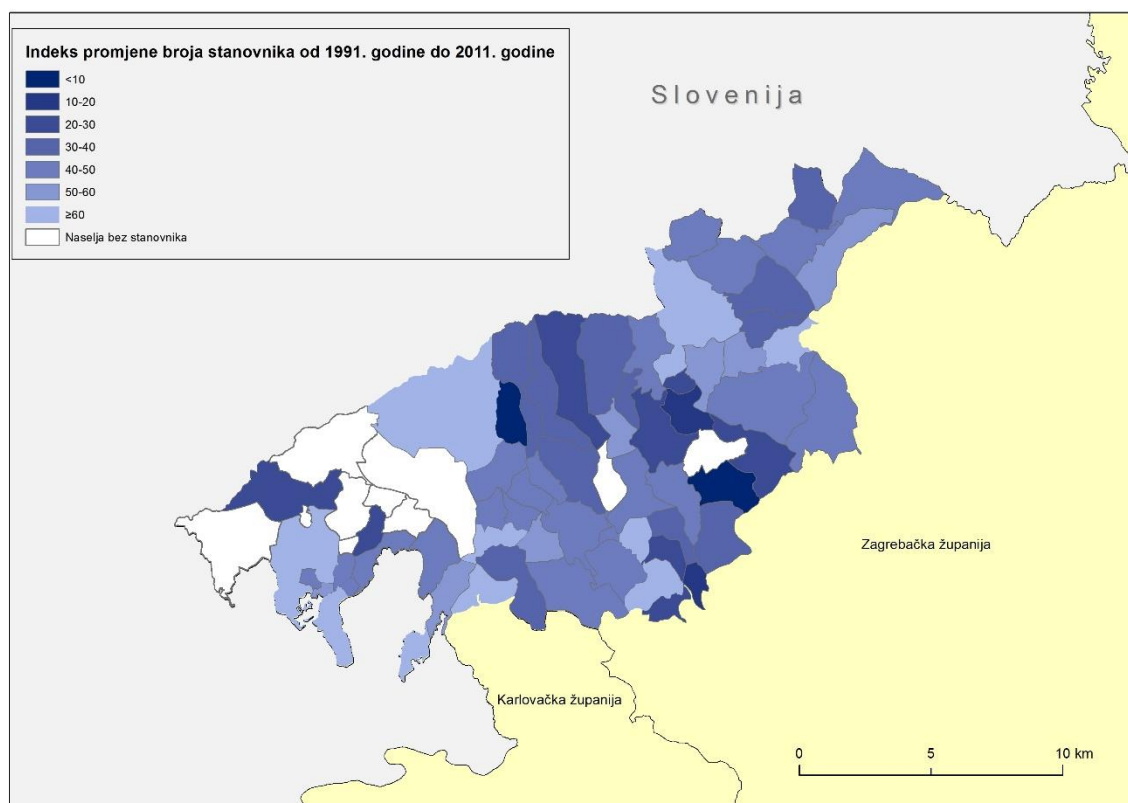 Indeks promjene broja stanovnika od 1991. godine do 2011. godine
<10
10-20
20-30
30-40
40-50
50-60
≥60
Naselja bez stanovnika
Slovenija
Zagrebačka županija
Karlovačka županija
0 5 10 km